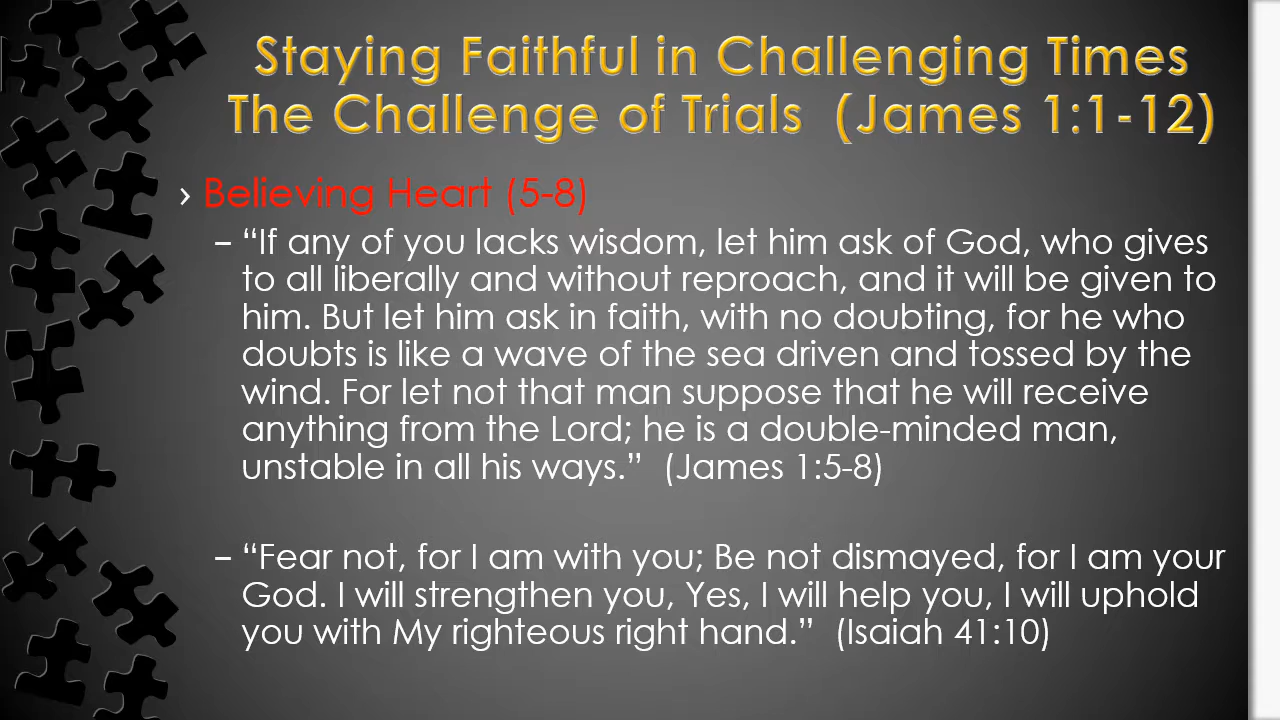 Staying Faithful in Challenging Times
The Challenge of Trials  (James 1:1-12)
› Believing Heart (5-8)
– “If any of you lacks wisdom, let him ask of God, who gives
to all liberally and without reproach, and it will be given to
him. But let him ask in faith, with no doubting, for he who
doubts is like a wave of the sea driven and tossed by the
wind. For let not that man suppose that he will receive
anything from the Lord; he is a double-minded man,
unstable in all his ways.”  (James 1:5-8)
– “Fear not, for I am with you; Be not dismayed, for I am your
God. I will strengthen you, Yes, I will help you, I will uphold
you with My righteous right hand.”  (Isaiah 41:10)